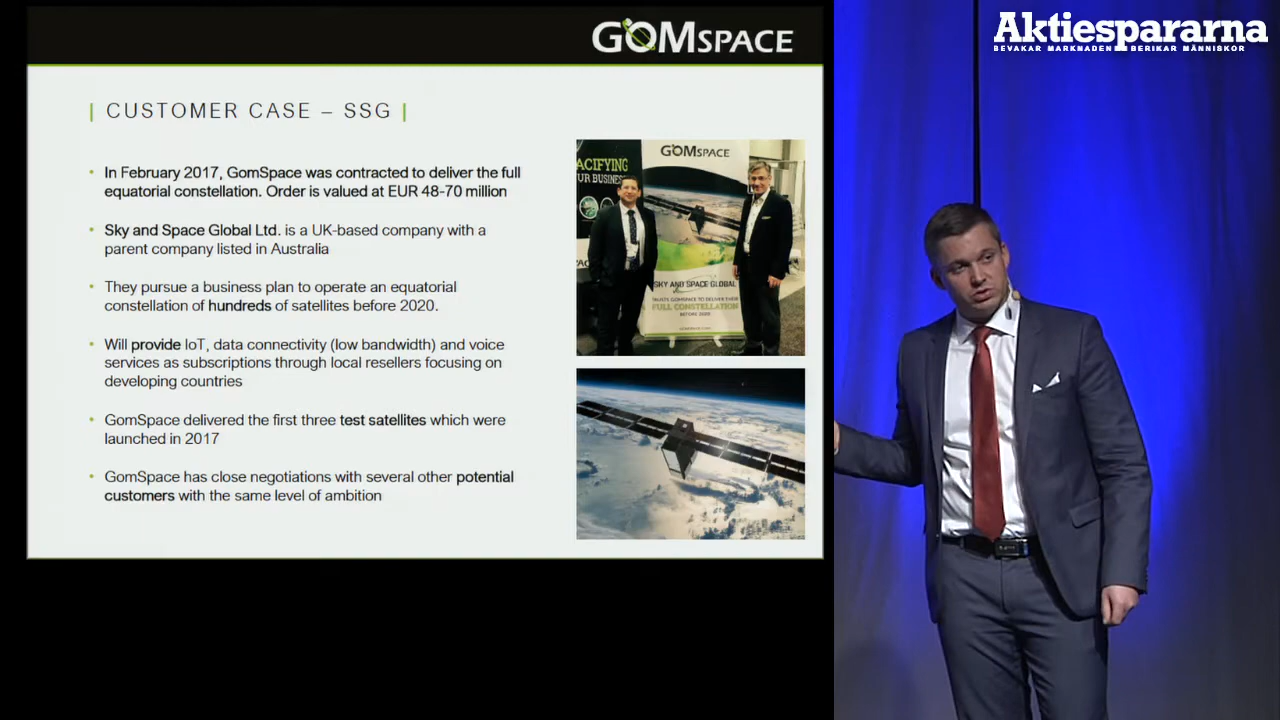 GOMSPACE
Aktiespararna
BEVAKAR MARKNADEN BERIKAR MÄNNISKOR
| CUSTOMER CASE – SSG |
• In February 2017, GomSpace was contracted to deliver the full
equatorial constellation. Order is valued at EUR 48-70 million
• Sky and Space Global Ltd. is a UK-based company with a
parent company listed in Australia
• They pursue a business plan to operate an equatorial
constellation of hundreds of satellites before 2020.
• Will provide IoT, data connectivity (low bandwidth) and voice
services as subscriptions through local resellers focusing on
developing countries
• GomSpace delivered the first three test satellites which were
launched in 2017
• GomSpace has close negotiations with several other potential
customers with the same level of ambition
ACIFYING
UR BUSINESS
GOMSPACE
SKY AND SPACE GLOBAL
TRUSTS GOMSPACE TO DELIVER THEIR
FULL CONSTELLATION
BEFORE 2020